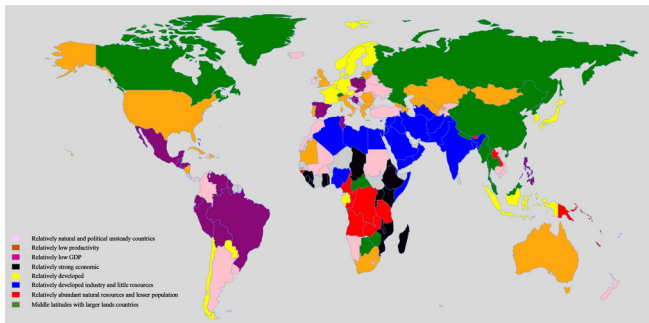 Relatively natural and political unsteady countries
Relatively low productivity
Relatively low GDP
Relatively strong economic
Relatively developed
Relatively developed industry and little resources
Relatively abundant natural resources and lesser population
Middle latitudes with larger lands countries